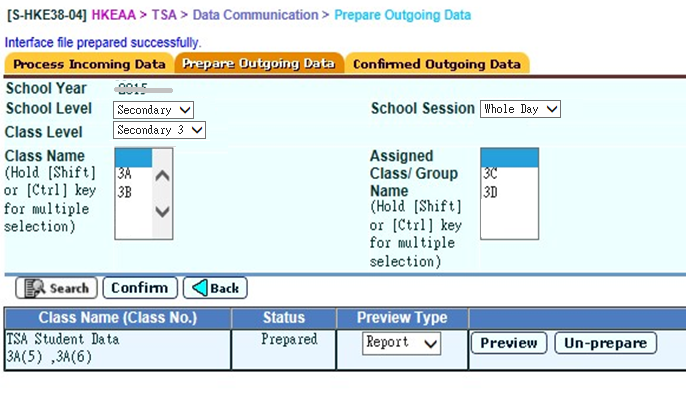 [S-HKE38-04] HKEAA > TSA > Data Communication > Prepare Outgoing Data
Interface file prepared successfully.
Process Incoming Data Prepare Outgoing Data Confirmed Outgoing Data
School Year 2015
School Level Secondary School Session Whole Day
Class Level Secondary 3
Class Name Assigned
(Hold [Shift] 3A Class/ Group 3C
or [Ctrl] key 3B Name 3D
for multiple (Hold [Shift]
selection) or [Ctrl] key
for multiple
selection)
Search Confirm Back
Class Name (Class No.) Status Preview Type
TSA Student Data Prepared Report Preview Un-prepare
3A(5) ,3A(6)